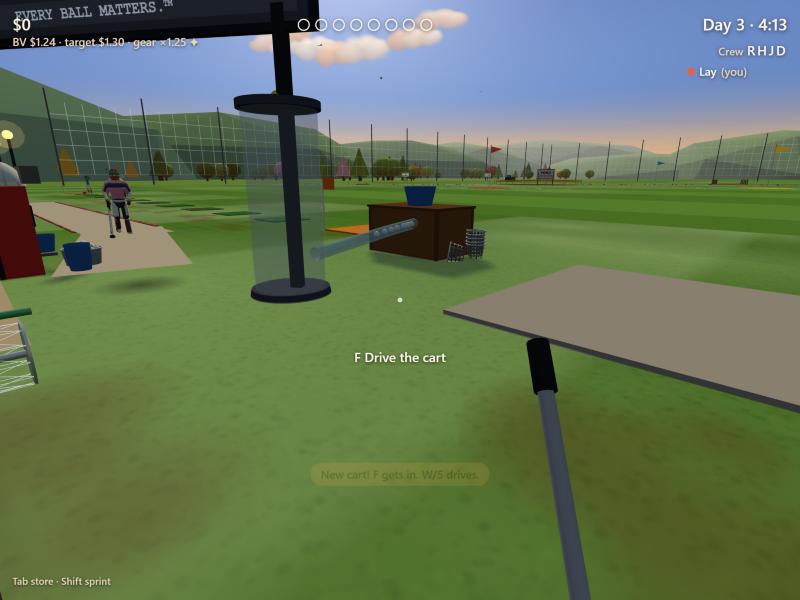 EVERY BALL MATTERS.™
$0
BV $1.24 · target $1.30 · gear ×1.25 ✦
Day 3 · 4:13
Crew RHJD
Lay (you)
F Drive the cart
New cart! F gets in. W/S drives.
Tab store · Shift sprint